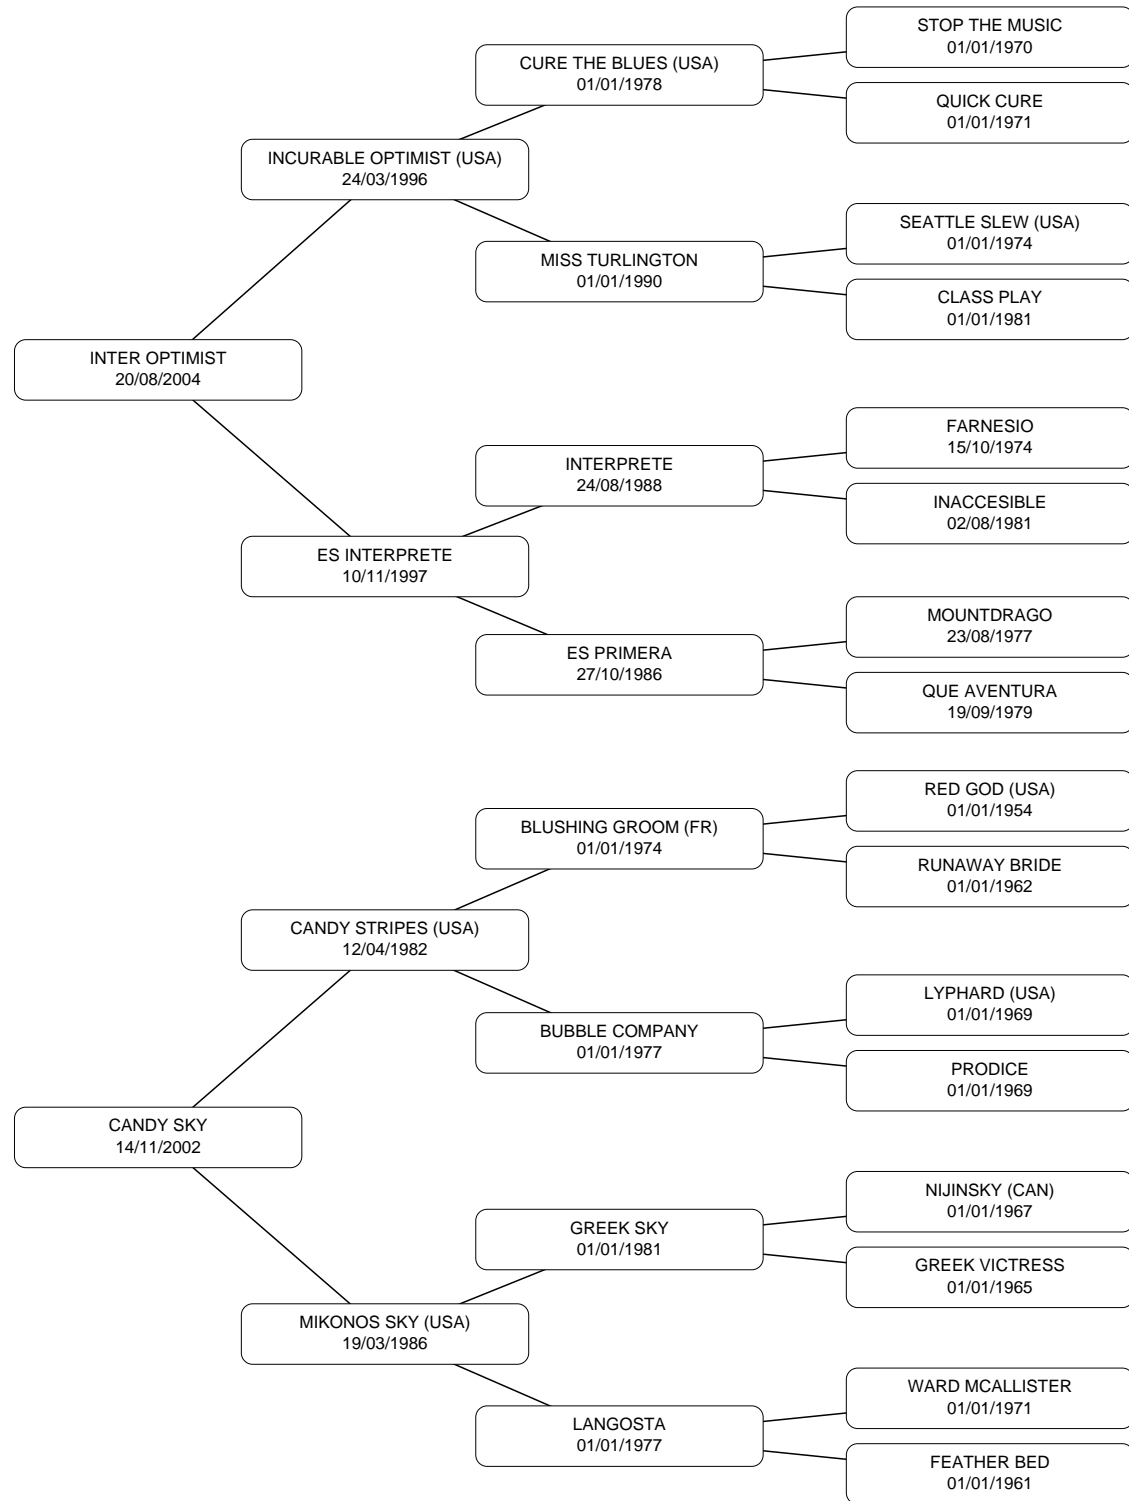 STOP THE MUSIC
01/01/1970
CURE THE BLUES (USA)
01/01/1978
QUICK CURE
01/01/1971
INCURABLE OPTIMIST (USA)
24/03/1996
SEATTLE SLEW (USA)
01/01/1974
MISS TURLINGTON
01/01/1990
CLASS PLAY
01/01/1981
INTER OPTIMIST
20/08/2004
FARNESIO
15/10/1974
INTERPRETE
24/08/1988
INACCESIBLE
02/08/1981
ES INTERPRETE
10/11/1997
MOUNTDRAGO
23/08/1977
ES PRIMERA
27/10/1986
QUE AVENTURA
19/09/1979
RED GOD (USA)
01/01/1954
BLUSHING GROOM (FR)
01/01/1974
RUNAWAY BRIDE
01/01/1962
CANDY STRIPES (USA)
12/04/1982
LYPHARD (USA)
01/01/1969
BUBBLE COMPANY
01/01/1977
PRODICE
01/01/1969
CANDY SKY
14/11/2002
NIJINSKY (CAN)
01/01/1967
GREEK SKY
01/01/1981
GREEK VICTRESS
01/01/1965
MIKONOS SKY (USA)
19/03/1986
WARD MCALLISTER
01/01/1971
LANGOSTA
01/01/1977
FEATHER BED
01/01/1961